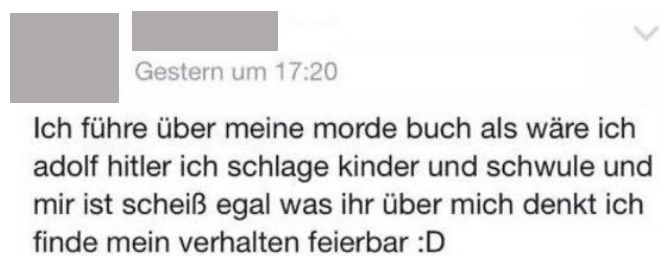 Gestern um 17:20
Ich führe über meine morde buch als wäre ich
adolf hitler ich schlage kinder und schwule und
mir ist scheiß egal was ihr über mich denkt ich
finde mein verhalten feierbar :D